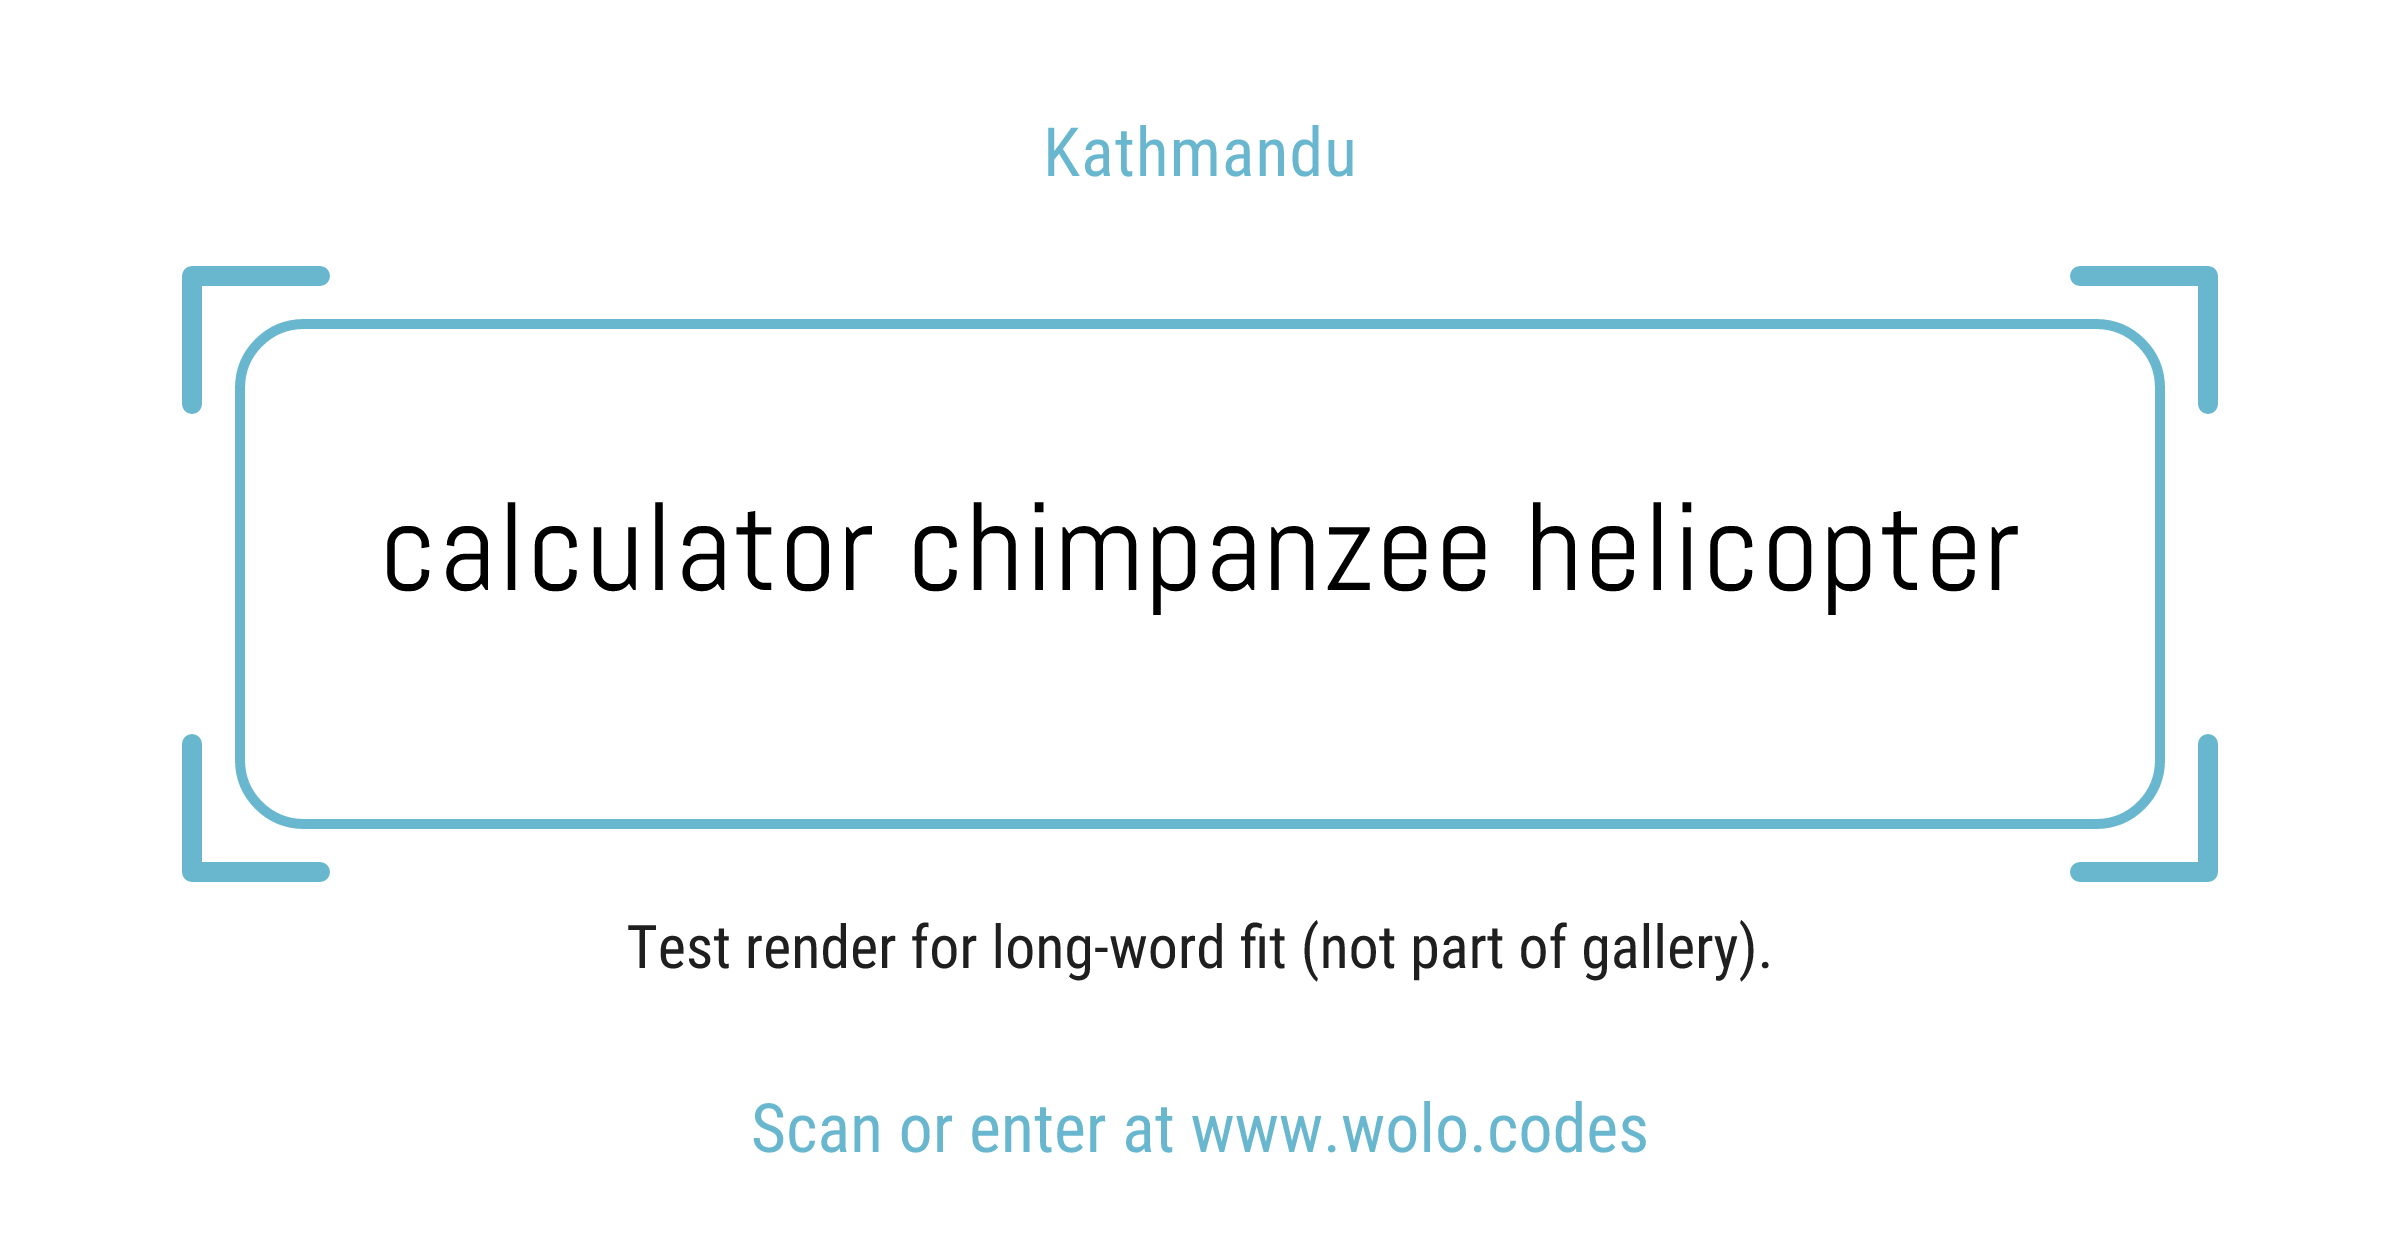 Kathmandu
calculator chimpanzee helicopter
Test render for long-word fit (not part of gallery).
Scan or enter at www.wolo.codes